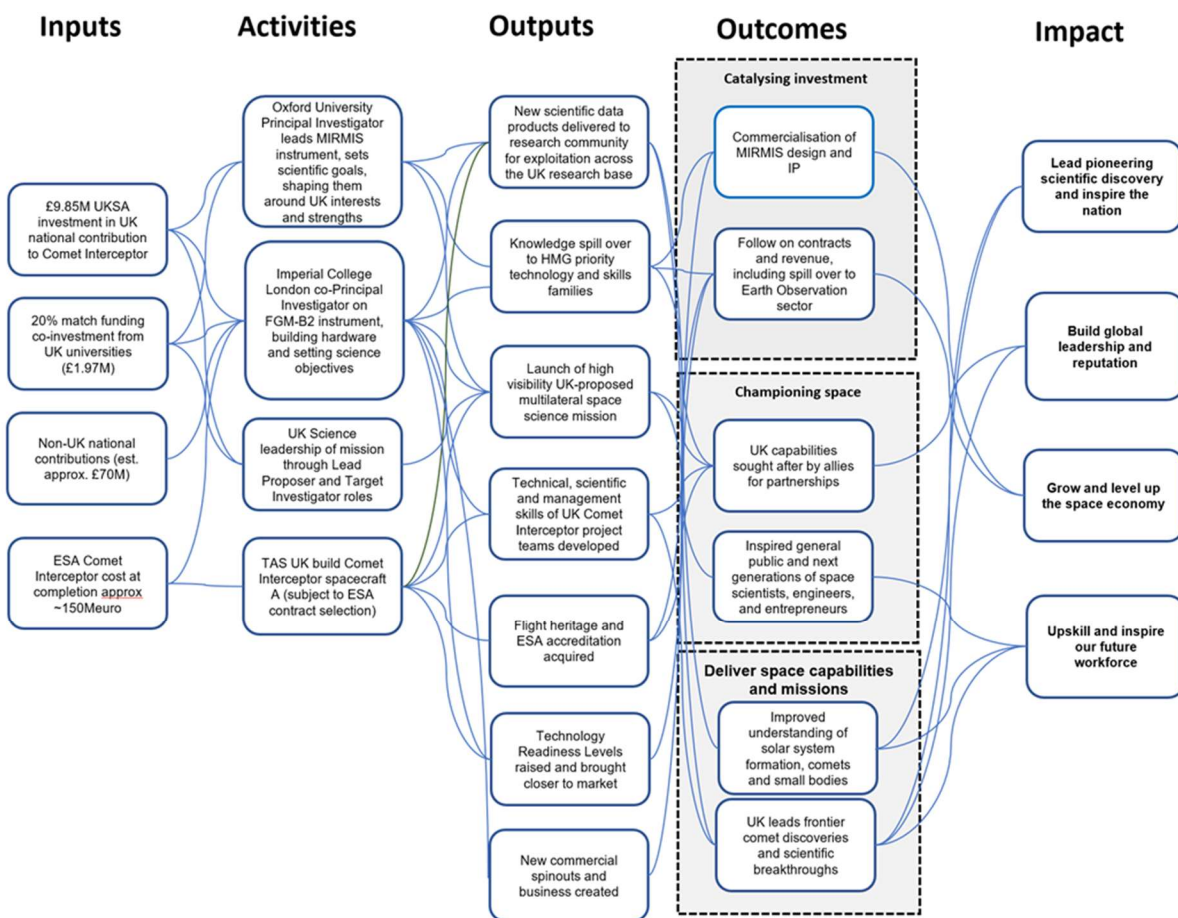 Inputs
Activities
Outputs
Outcomes
Impact
£9.85M UKSA
investment in UK
national contribution
to Comet Interceptor
20% match funding
co-investment from
UK universities
(£1.97M)
Non-UK national
contributions (est.
approx. £70M)
ESA Comet
Interceptor cost at
completion approx
~150Meuro
Oxford University
Principal Investigator
leads MIRMIS
instrument, sets
scientific goals,
shaping them
around UK interests
and strengths
Imperial College
London co-Principal
Investigator on
FGM-B2 instrument,
building hardware
and setting science
objectives
UK Science
leadership of mission
through Lead
Proposer and Target
Investigator roles
TAS UK build Comet
Interceptor spacecraft
A (subject to ESA
contract selection)
New scientific data
products delivered to
research community
for exploitation across
the UK research base
Knowledge spill over
to HMG priority
technology and skills
families
Launch of high
visibility UK-proposed
multilateral space
science mission
Technical, scientific
and management
skills of UK Comet
Interceptor project
teams developed
Flight heritage and
ESA accreditation
acquired
Technology
Readiness Levels
raised and brought
closer to market
New commercial
spinouts and
business created
Catalysing investment
Commercialisation of
MIRMIS design and
IP
Follow on contracts
and revenue,
including spill over to
Earth Observation
sector
Championing space
UK capabilities
sought after by allies
for partnerships
Inspired general
public and next
generations of space
scientists, engineers,
and entrepreneurs
Deliver space capabilities
and missions
Improved
understanding of
solar system
formation, comets
and small bodies
UK leads frontier
comet discoveries
and scientific
breakthroughs
Lead pioneering
scientific discovery
and inspire the
nation
Build global
leadership and
reputation
Grow and level up
the space economy
Upskill and inspire
our future
workforce